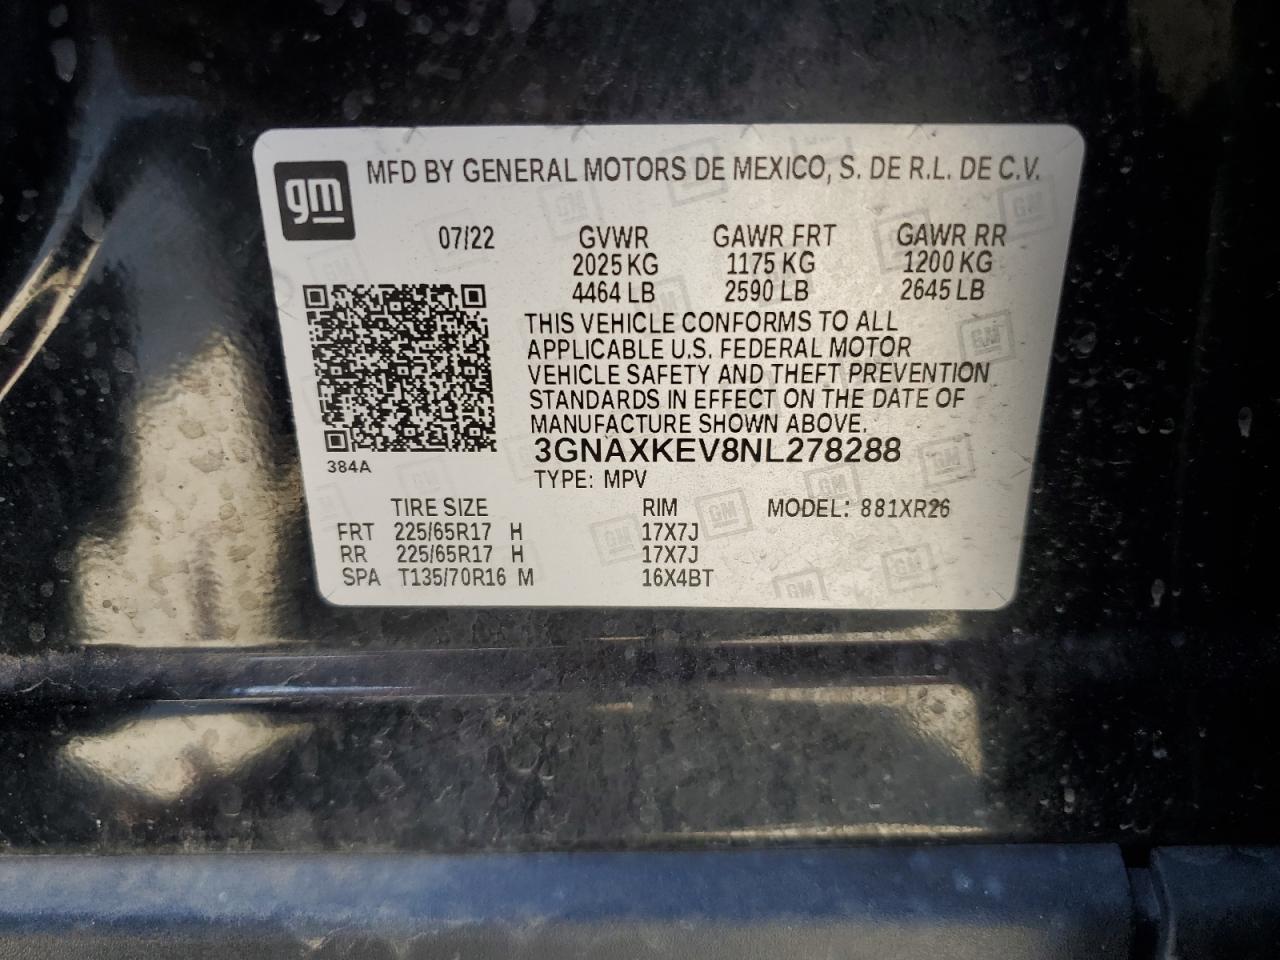 gm
MFD BY GENERAL MOTORS DE MEXICO, S. DE R.L. DE C.V.
07/22 GVWR GAWR FRT GAWR RR
2025 KG 1175 KG 1200 KG
4464 LB 2590 LB 2645 LB
THIS VEHICLE CONFORMS TO ALL
APPLICABLE U.S. FEDERAL MOTOR
VEHICLE SAFETY AND THEFT PREVENTION
STANDARDS IN EFFECT ON THE DATE OF
MANUFACTURE SHOWN ABOVE.
3GNAXKEV8NL278288
384A
TYPE: MPV
TIRE SIZE RIM MODEL: 881XR26
FRT 225/65R17 H 17X7J
RR 225/65R17 H 17X7J
SPA T135/70R16 M 16X4BT